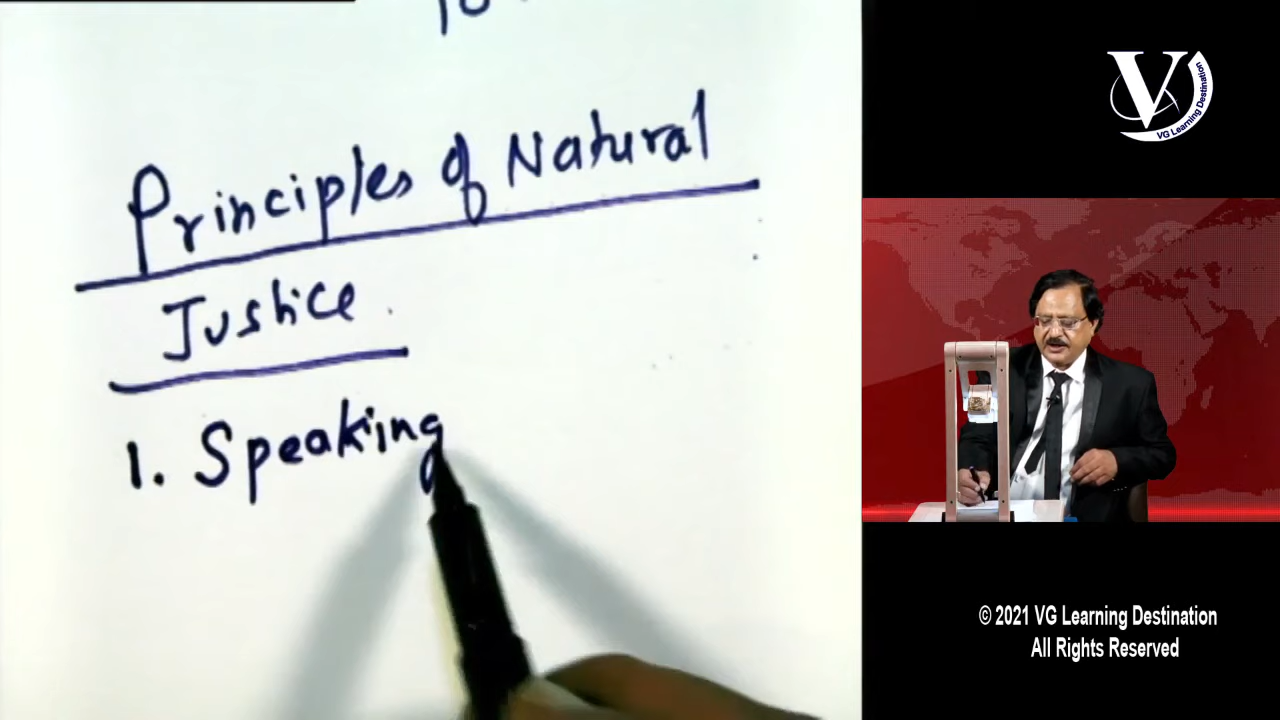 Principles of Natural
Justice
1. Speaking
V
VG Learning Destination
© 2021 VG Learning Destination
All Rights Reserved